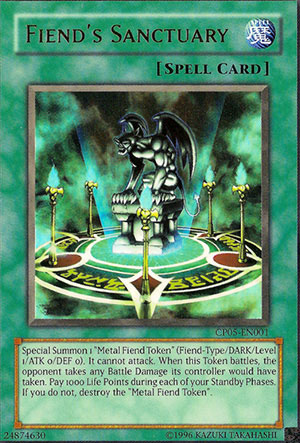 FIEND'S SANCTUARY
[SPELL CARD]
CP05-EN001
Special Summon 1 "Metal Fiend Token" (Fiend-Type/DARK/Level
1/ATK 0/DEF 0). It cannot attack. When this Token battles, the
opponent takes any Battle Damage its controller would have
taken. Pay 1000 Life Points during each of your Standby Phases.
If you do not, destroy the "Metal Fiend Token".
24874630
©1996 KAZUKI TAKAHASHI